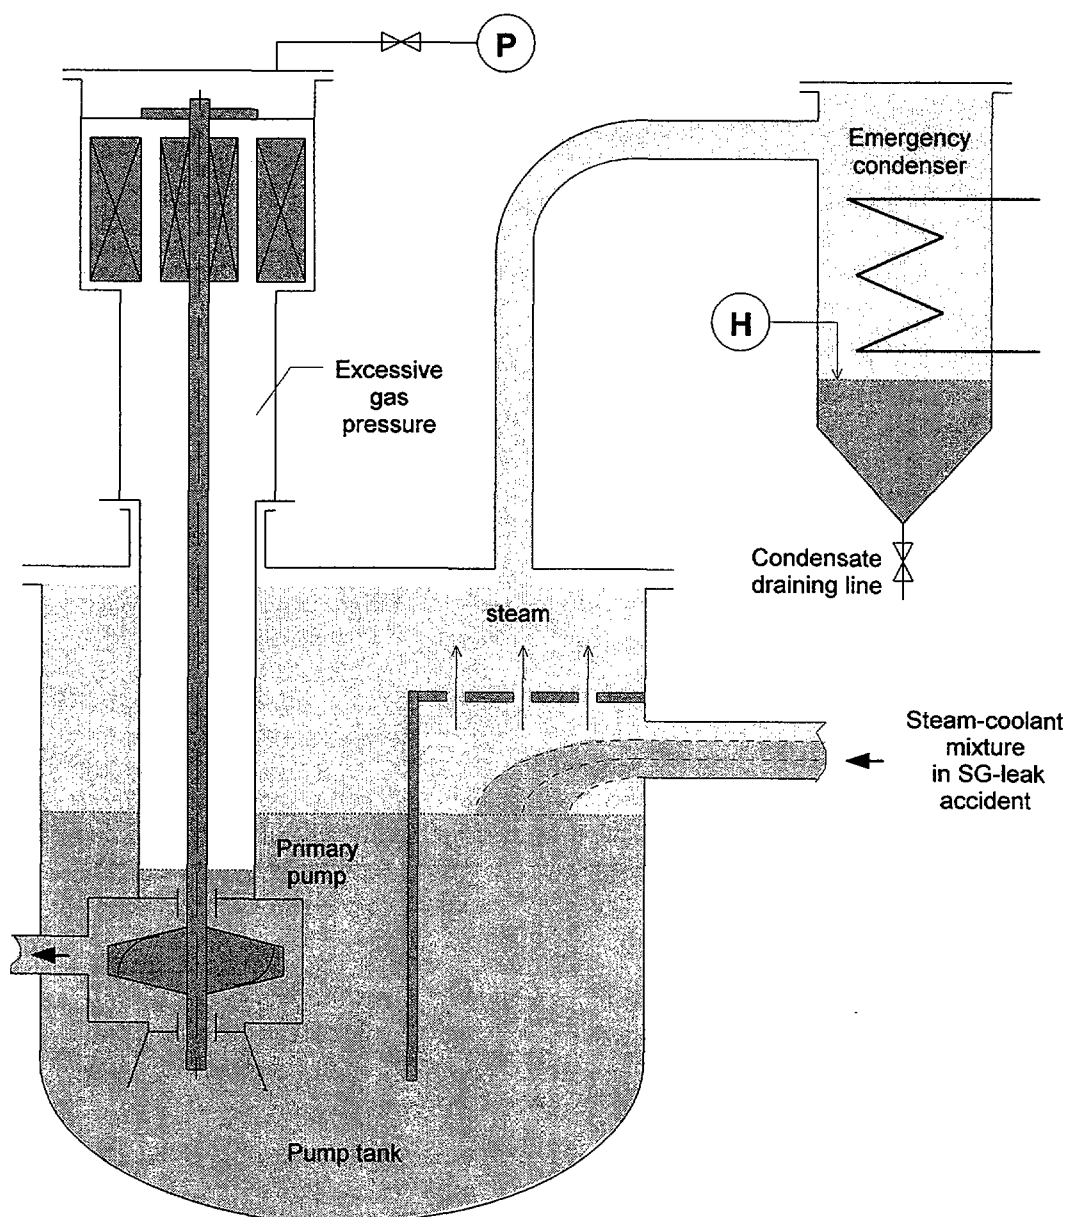 P
Emergency
condenser
H
Excessive
gas
pressure
Condensate
draining line
steam
Steam-coolant
mixture
in SG-leak
accident
Primary
pump
Pump tank